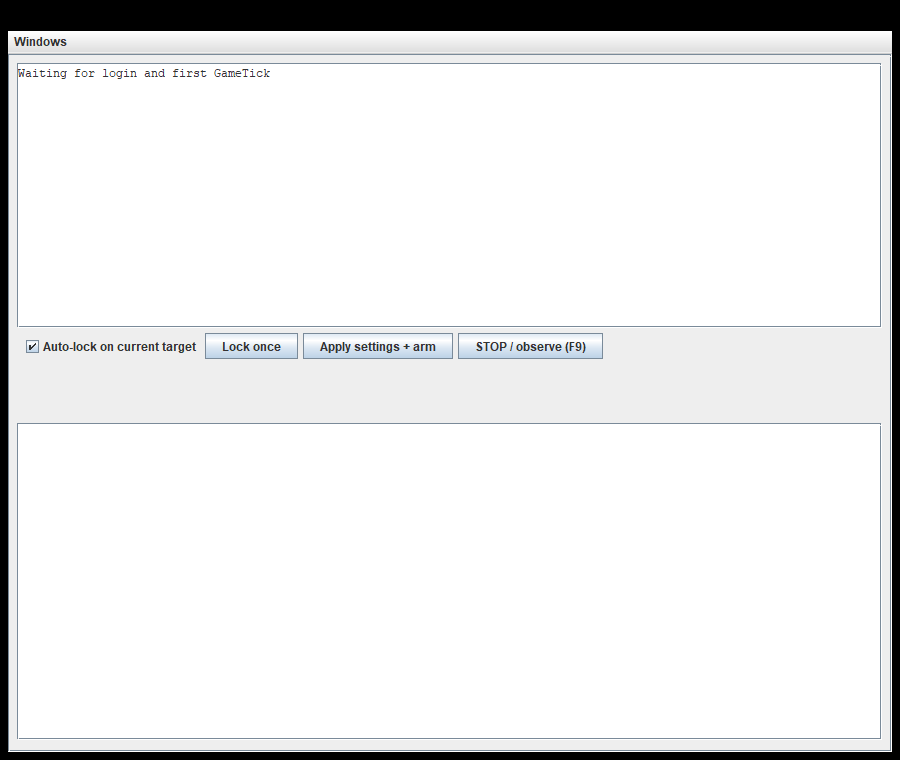 Windows
Waiting for login and first GameTick
Auto-lock on current target
Lock once
Apply settings + arm
STOP / observe (F9)